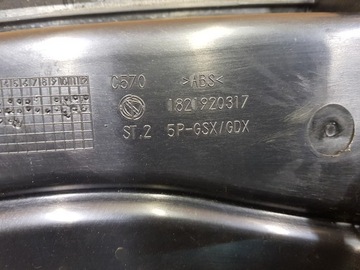 C570 >ABS<
1821920317
ST.2 5P-GSX/GDX